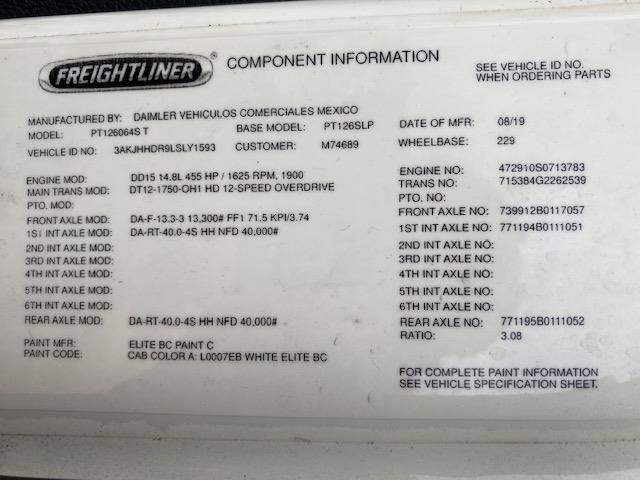 FREIGHTLINER ®
COMPONENT INFORMATION
SEE VEHICLE ID NO.
WHEN ORDERING PARTS
MANUFACTURED BY: DAIMLER VEHICULOS COMERCIALES MEXICO
DATE OF MFR: 08/19
MODEL: PT126064S T BASE MODEL: PT126SLP
WHEELBASE: 229
VEHICLE ID NO: 3AKJHHDR9LSLY1593 CUSTOMER: M74689
ENGINE MOD: DD15 14.8L 455 HP / 1625 RPM, 1900 ENGINE NO: 472910S0713783
MAIN TRANS MOD: DT12-1750-OH1 HD 12-SPEED OVERDRIVE TRANS NO: 715384G2262539
PTO. MOD: PTO. NO:
FRONT AXLE MOD: DA-F-13.3-3 13,300# FF1 71.5 KPI/3.74 FRONT AXLE NO: 739912B0117057
1ST INT AXLE MOD: DA-RT-40.0-4S HH NFD 40,000# 1ST INT AXLE NO: 771194B0111051
2ND INT AXLE MOD: 2ND INT AXLE NO:
3RD INT AXLE MOD: 3RD INT AXLE NO:
4TH INT AXLE MOD: 4TH INT AXLE NO:
5TH INT AXLE MOD: 5TH INT AXLE NO:
6TH INT AXLE MOD: 6TH INT AXLE NO:
REAR AXLE MOD: DA-RT-40.0-4S HH NFD 40,000# REAR AXLE NO: 771195B0111052
RATIO: 3.08
PAINT MFR: ELITE BC PAINT C
PAINT CODE: CAB COLOR A: L0007EB WHITE ELITE BC
FOR COMPLETE PAINT INFORMATION
SEE VEHICLE SPECIFICATION SHEET.